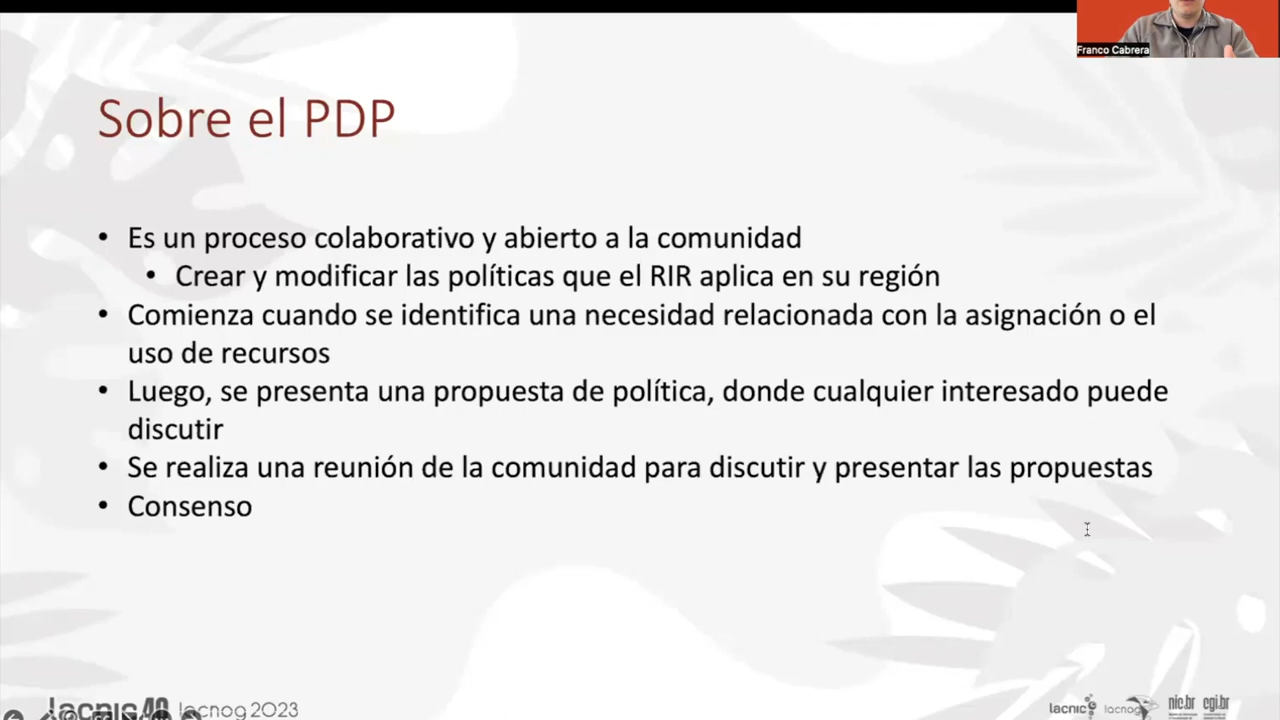 Franco Cabrera
Sobre el PDP
• Es un proceso colaborativo y abierto a la comunidad
• Crear y modificar las políticas que el RIR aplica en su región
• Comienza cuando se identifica una necesidad relacionada con la asignación o el
uso de recursos
• Luego, se presenta una propuesta de política, donde cualquier interesado puede
discutir
• Se realiza una reunión de la comunidad para discutir y presentar las propuestas
• Consenso
lacnic40 lacnog 2023
lacnic lacnog nic.br cgi.br